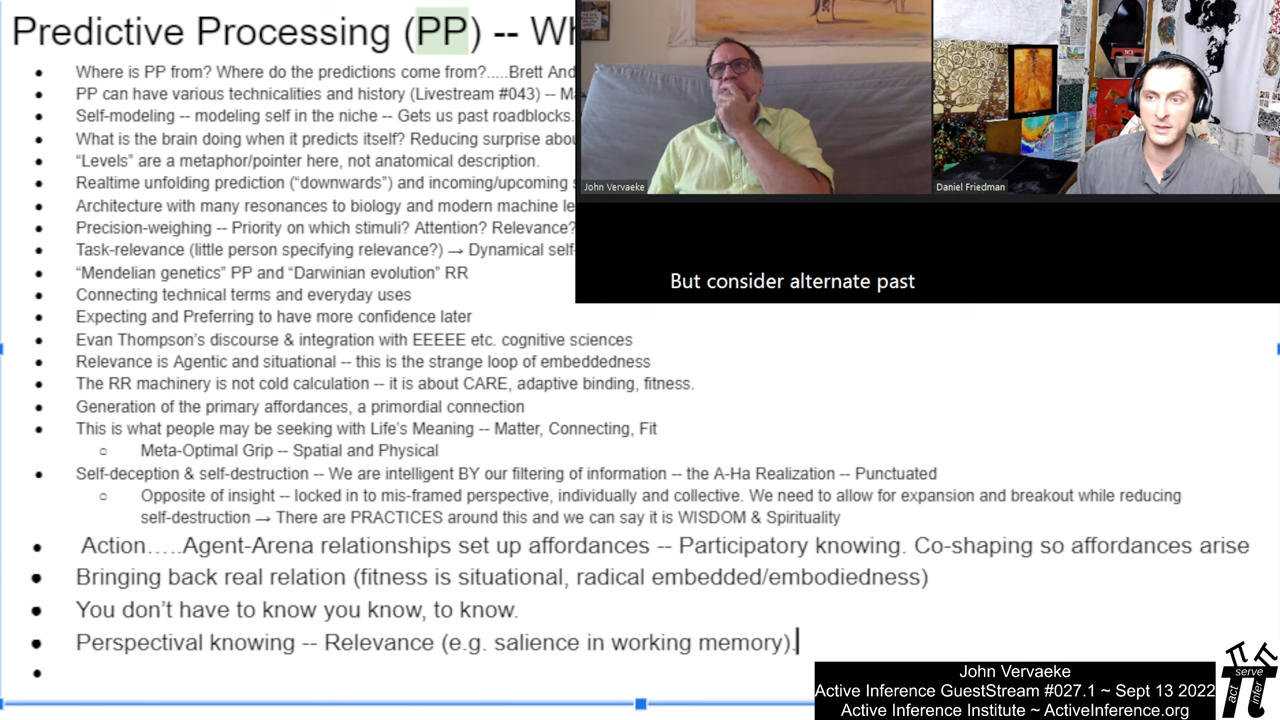 Predictive Processing (PP) -- Wh
• Where is PP from? Where do the predictions come from?.....Brett And
• PP can have various technicalities and history (Livestream #043) -- Ma
• Self-modeling -- modeling self in the niche -- Gets us past roadblocks.
• What is the brain doing when it predicts itself? Reducing surprise abou
• “Levels” are a metaphor/pointer here, not anatomical description.
• Realtime unfolding prediction (“downwards”) and incoming/upcoming s
• Architecture with many resonances to biology and modern machine le
• Precision-weighing -- Priority on which stimuli? Attention? Relevance?
• Task-relevance (little person specifying relevance?) → Dynamical self-
• “Mendelian genetics” PP and “Darwinian evolution” RR
• Connecting technical terms and everyday uses
• Expecting and Preferring to have more confidence later
• Evan Thompson’s discourse & integration with EEEEE etc. cognitive sciences
• Relevance is Agentic and situational -- this is the strange loop of embeddedness
• The RR machinery is not cold calculation -- it is about CARE, adaptive binding, fitness.
• Generation of the primary affordances, a primordial connection
• This is what people may be seeking with Life’s Meaning -- Matter, Connecting, Fit
○ Meta-Optimal Grip -- Spatial and Physical
• Self-deception & self-destruction -- We are intelligent BY our filtering of information -- the A-Ha Realization -- Punctuated
○ Opposite of insight -- locked in to mis-framed perspective, individually and collective. We need to allow for expansion and breakout while reducing
self-destruction → There are PRACTICES around this and we can say it is WISDOM & Spirituality
• Action…..Agent-Arena relationships set up affordances -- Participatory knowing. Co-shaping so affordances arise
• Bringing back real relation (fitness is situational, radical embedded/embodiedness)
• You don’t have to know you know, to know.
• Perspectival knowing -- Relevance (e.g. salience in working memory).
•
John Vervaeke
Daniel Friedman
But consider alternate past
John Vervaeke
Active Inference GuestStream #027.1 ~ Sept 13 2022
Active Inference Institute ~ ActiveInference.org
serve
act
infer